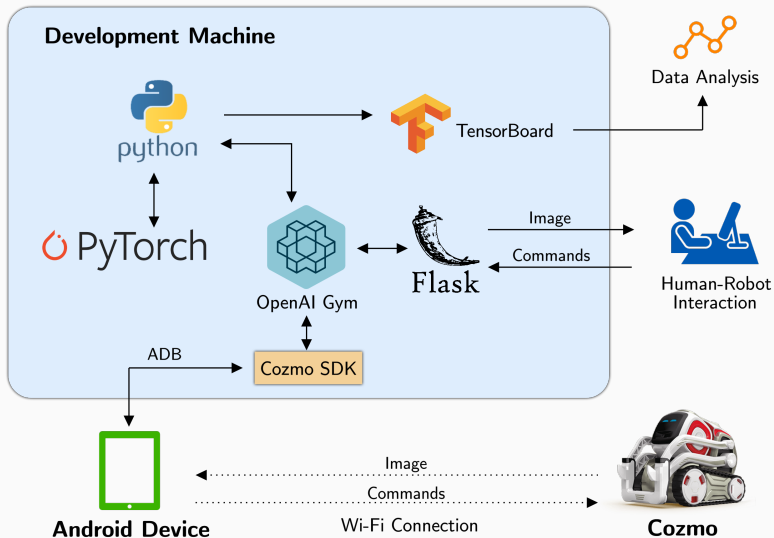 Development Machine
Data Analysis
python
TensorBoard
PyTorch
Image
Commands
Flask
OpenAI Gym
Human-Robot
Interaction
ADB
Cozmo SDK
Image
Commands
Wi-Fi Connection
Android Device
Cozmo